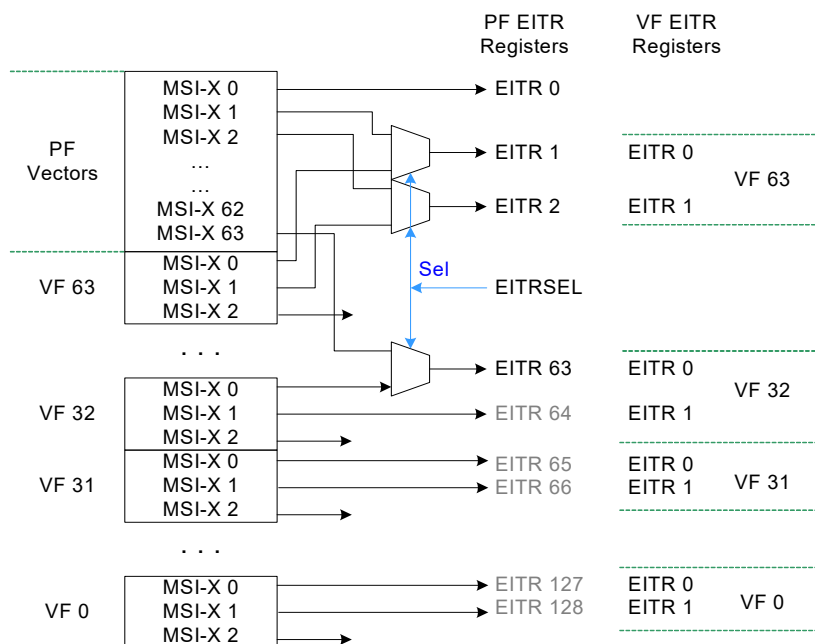 PF EITR
Registers
VF EITR
Registers
PF
Vectors
MSI-X 0
MSI-X 1
MSI-X 2
...
...
MSI-X 62
MSI-X 63
EITR 0
EITR 1
EITR 2
EITR 0
EITR 1
VF 63
VF 63
MSI-X 0
MSI-X 1
MSI-X 2
Sel
EITRSEL
. . .
VF 32
MSI-X 0
MSI-X 1
MSI-X 2
EITR 63
EITR 64
EITR 0
EITR 1
VF 32
VF 31
MSI-X 0
MSI-X 1
MSI-X 2
EITR 65
EITR 66
EITR 0
EITR 1
VF 31
. . .
VF 0
MSI-X 0
MSI-X 1
MSI-X 2
EITR 127
EITR 128
EITR 0
EITR 1
VF 0